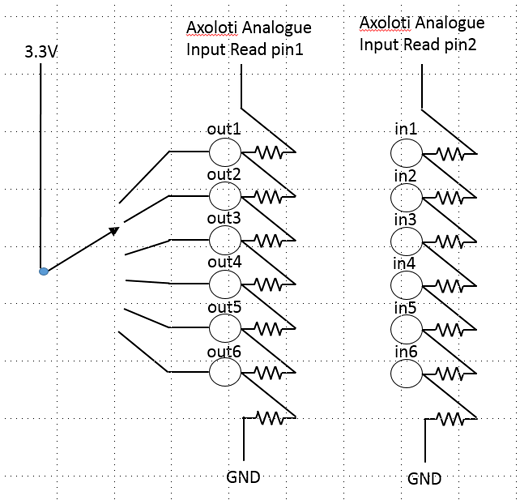 Axoloti Analogue
Input Read pin1
Axoloti Analogue
Input Read pin2
3.3V
out1
out2
out3
out4
out5
out6
in1
in2
in3
in4
in5
in6
GND
GND